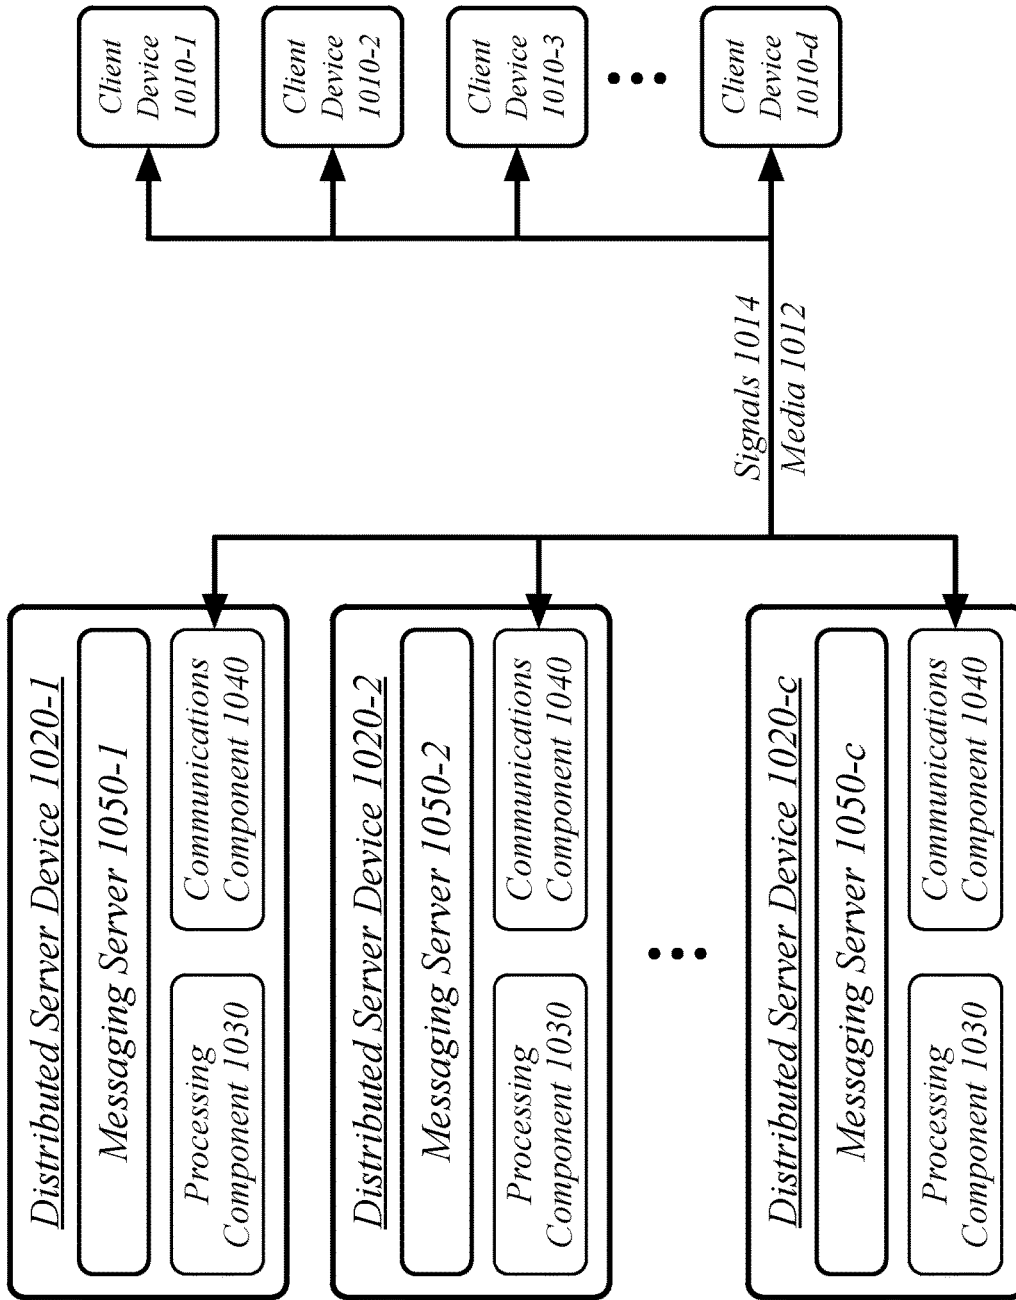 Distributed Server Device 1020-1
Messaging Server 1050-1
Processing
Component 1030
Communications
Component 1040
Distributed Server Device 1020-2
Messaging Server 1050-2
Processing
Component 1030
Communications
Component 1040
Distributed Server Device 1020-c
Messaging Server 1050-c
Processing
Component 1030
Communications
Component 1040
Signals 1014
Media 1012
Client
Device
1010-1
Client
Device
1010-2
Client
Device
1010-3
Client
Device
1010-d